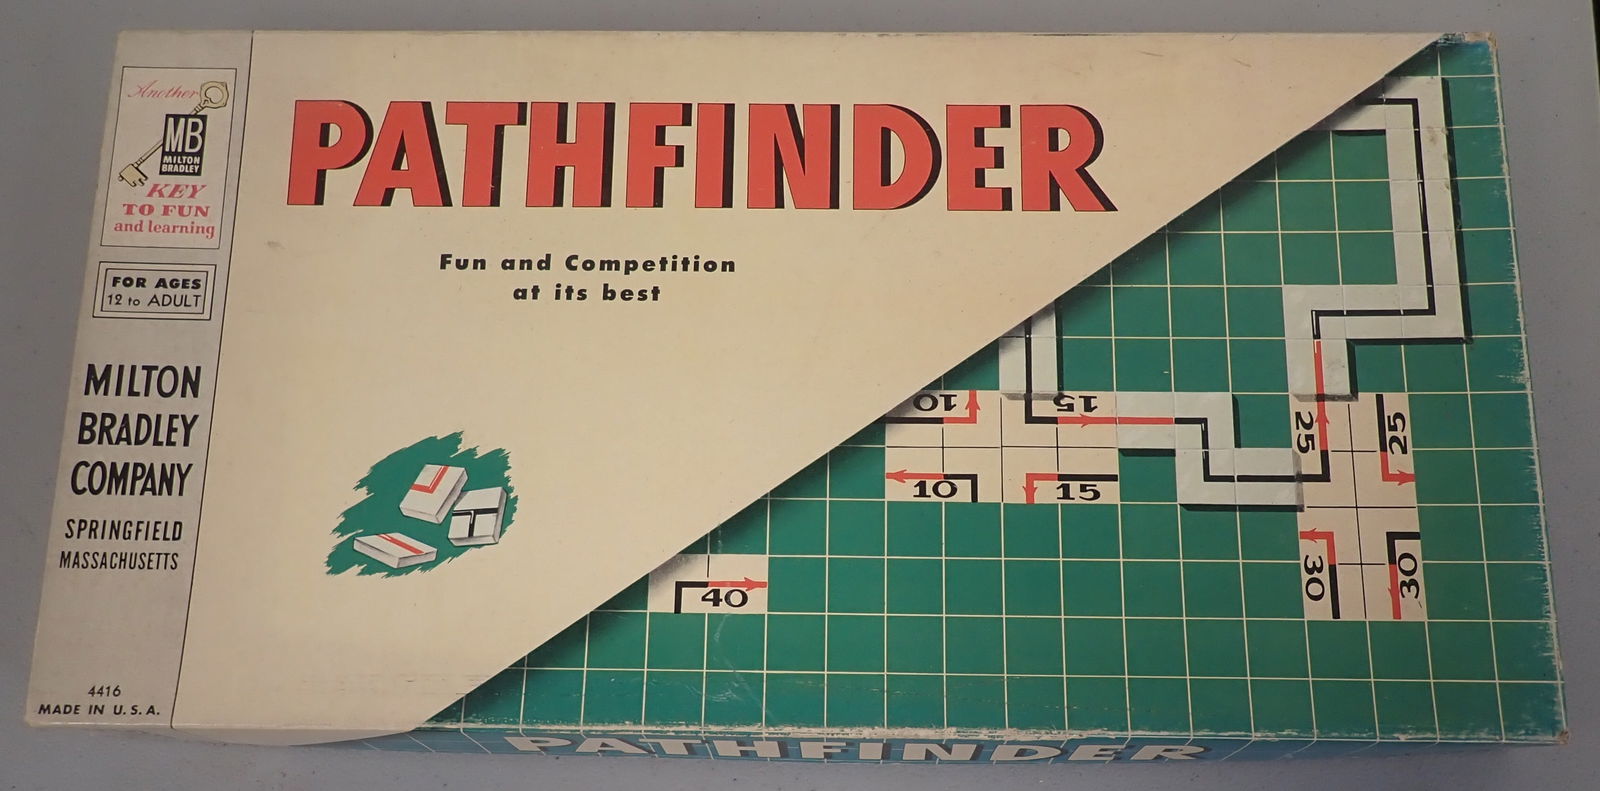 Another
MB
MILTON
BRADLEY
KEY
TO FUN
and learning
FOR AGES
12 to ADULT
MILTON
BRADLEY
COMPANY
SPRINGFIELD
MASSACHUSETTS
4416
MADE IN U.S.A.
PATHFINDER
Fun and Competition
at its best
10
15
10
15
25
25
30
30
40
PATHFINDER